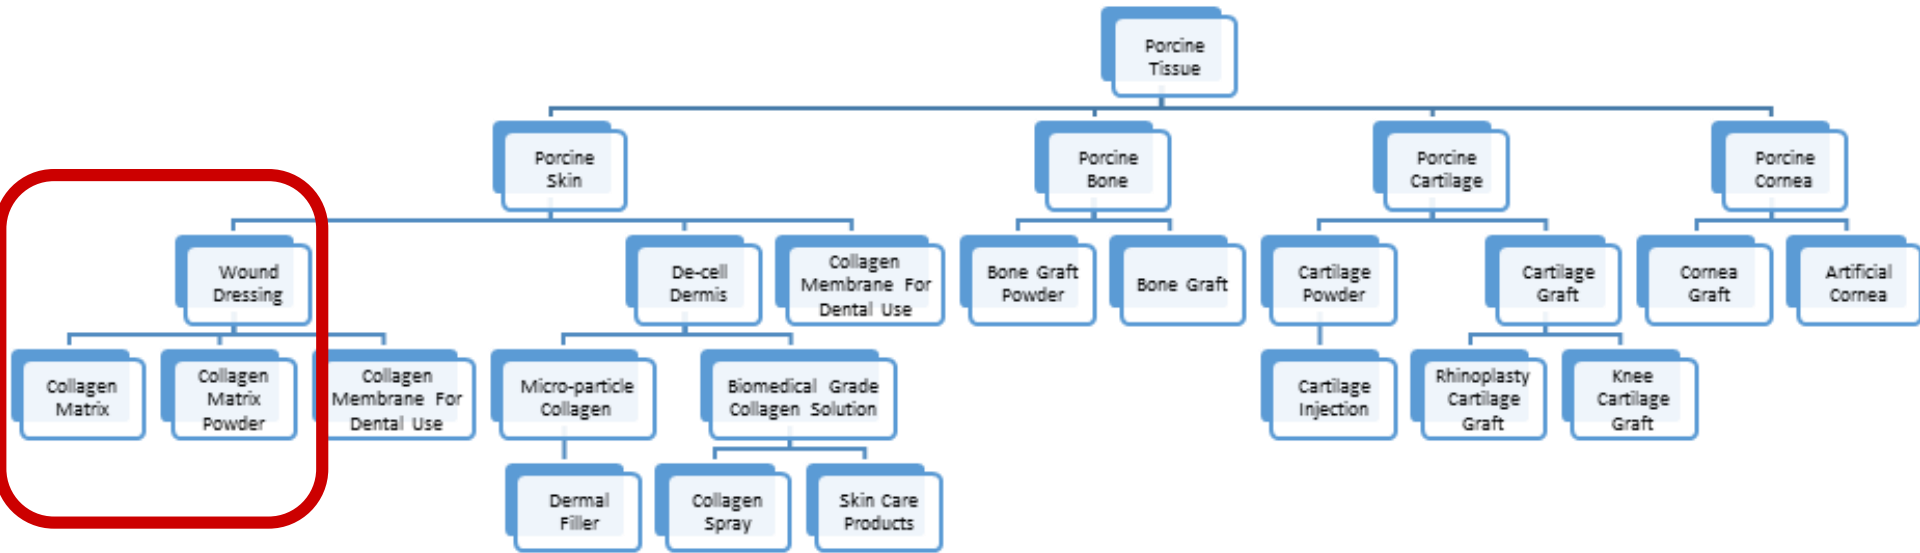 Porcine
Tissue
Porcine
Skin
Porcine
Bone
Porcine
Cartilage
Porcine
Cornea
Wound
Dressing
De-cell
Dermis
Collagen
Membrane For
Dental Use
Bone Graft
Powder
Bone Graft
Cartilage
Powder
Cartilage
Graft
Cornea
Graft
Artificial
Cornea
Collagen
Matrix
Collagen
Matrix
Powder
Collagen
Membrane For
Dental Use
Micro-particle
Collagen
Biomedical Grade
Collagen Solution
Cartilage
Injection
Rhinoplasty
Cartilage
Graft
Knee
Cartilage
Graft
Dermal
Filler
Collagen
Spray
Skin Care
Products